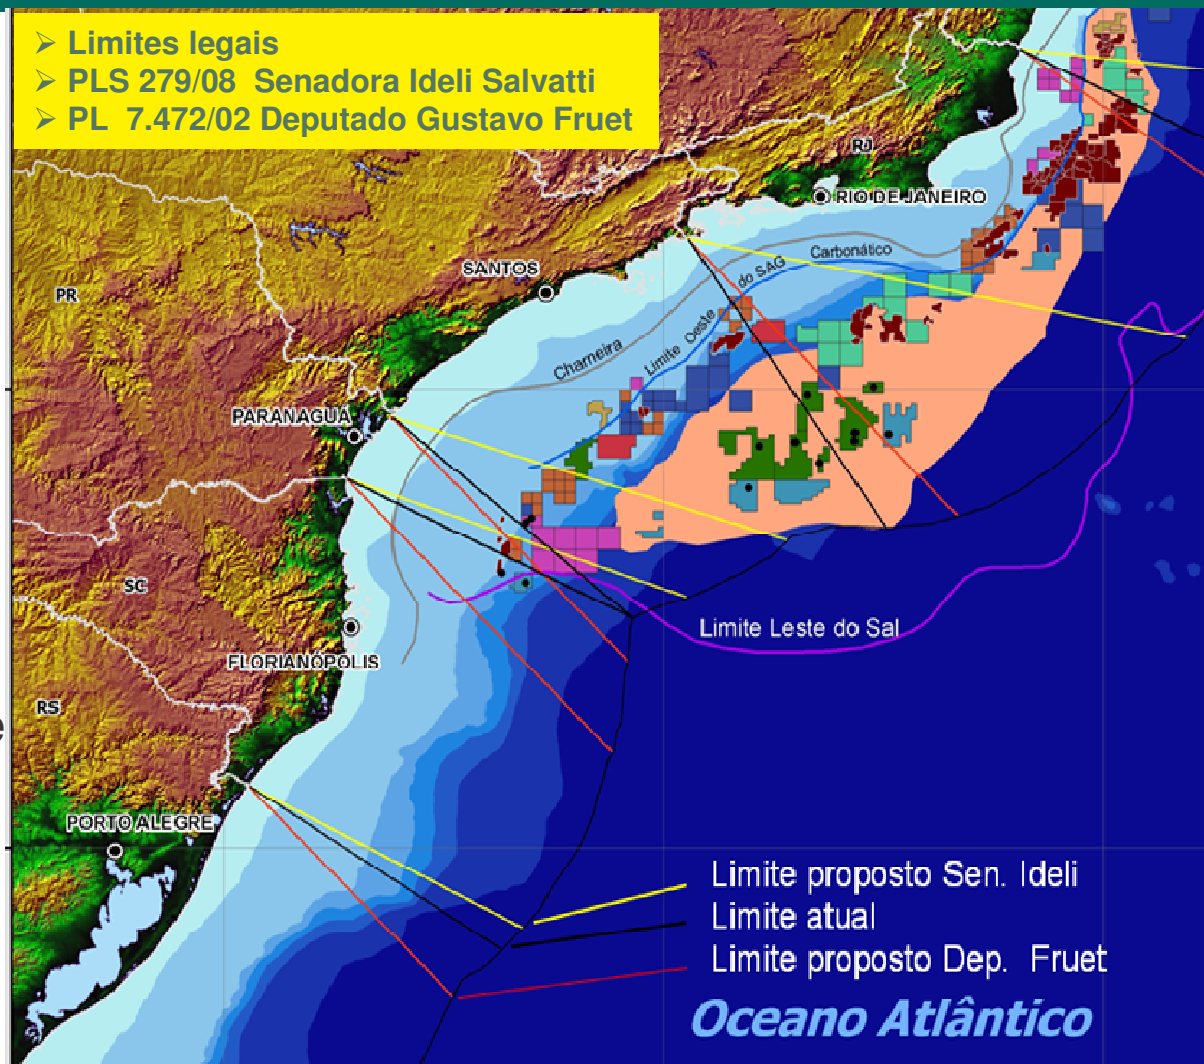 ➢ Limites legais
➢ PLS 279/08 Senadora Ideli Salvatti
➢ PL 7.472/02 Deputado Gustavo Fruet
RJ
RIO DE JANEIRO
Carbonático
do SAG
SANTOS
PR
Limite Oeste
Charneira
PARANAGUA
SC
Limite Leste do Sal
FLORIANÓPOLIS
RS
e
PORTO ALEGRE
Limite proposto Sen. Ideli
Limite atual
Limite proposto Dep. Fruet
Oceano Atlântico